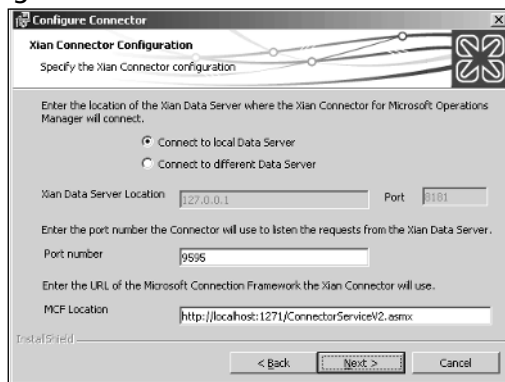 Configure Connector
Xian Connector Configuration
Specify the Xian Connector configuration
Enter the location of the Xian Data Server where the Xian Connector for Microsoft Operations
Manager will connect.
Connect to local Data Server
Connect to different Data Server
Xian Data Server Location 127.0.0.1 Port 8181
Enter the port number the Connector will use to listen the requests from the Xian Data Server.
Port number 9595
Enter the URL of the Microsoft Connection Framework the Xian Connector will use.
MCF Location http://localhost:1271/ConnectorServiceV2.asmx
InstallShield
< Back Next > Cancel